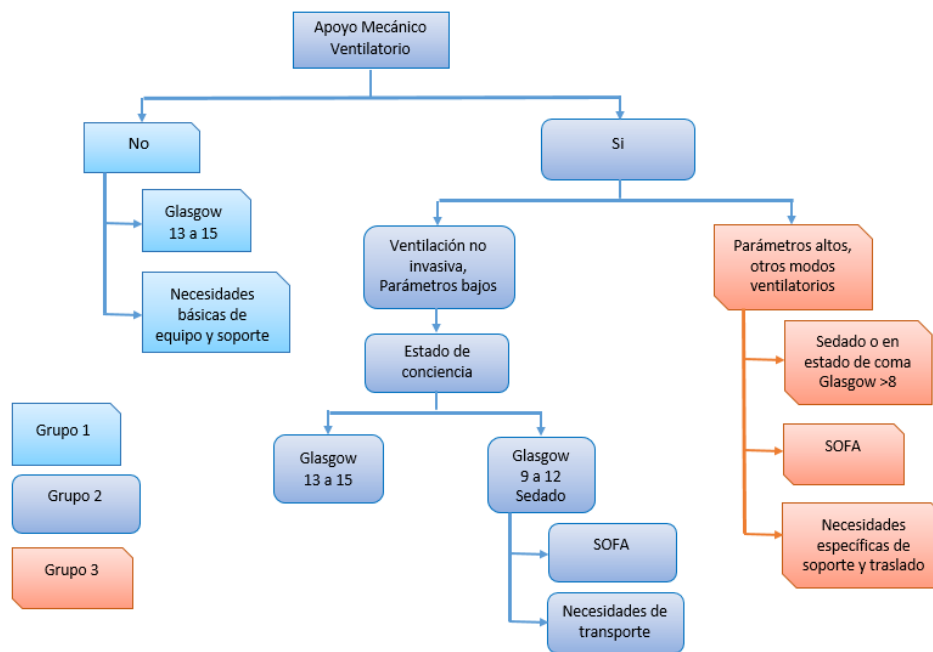 Apoyo Mecánico
Ventilatorio
No
Si
Glasgow
13 a 15
Necesidades
básicas de
equipo y soporte
Ventilación no
invasiva,
Parámetros bajos
Parámetros altos,
otros modos
ventilatorios
Estado de
conciencia
Sedado o en
estado de coma
Glasgow >8
Glasgow
13 a 15
Glasgow
9 a 12
Sedado
SOFA
SOFA
Necesidades de
transporte
Necesidades
específicas de
soporte y traslado
Grupo 1
Grupo 2
Grupo 3